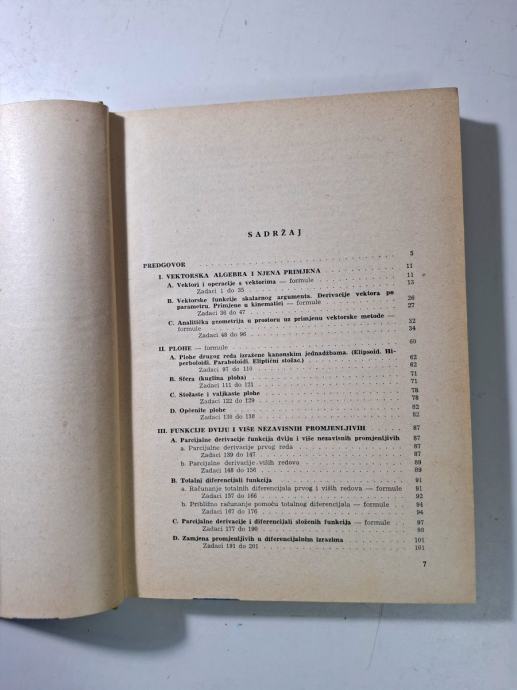 SADRŽAJ
PREDGOVOR . . . 5
I. VEKTORSKA ALGEBRA I NJENA PRIMJENA . . . 11
A. Vektori i operacije s vektorima — formule . . . 11
Zadaci 1 do 35 . . . 13
B. Vektorske funkcije skalarnog argumenta. Derivacije vektora po
parametru. Primjene u kinematici — formule . . . 26
Zadaci 36 do 47 . . . 27
C. Analitička geometrija u prostoru uz primjenu vektorske metode —
formule . . . 32
Zadaci 48 do 96 . . . 34
II. PLOHE — formule . . . 60
A. Plohe drugog reda izražene kanonskim jednadžbama. (Elipsoid. Hi-
perboloidi. Paraboloidi. Eliptični stožac.) . . . 62
Zadaci 97 do 110 . . . 62
B. Sfera (kuglina ploha) . . . 71
Zadaci 111 do 121 . . . 71
C. Stožaste i valjkaste plohe . . . 78
Zadaci 122 do 129 . . . 78
D. Općenite plohe . . . 82
Zadaci 130 do 138 . . . 82
III. FUNKCIJE DVIJU I VIŠE NEZAVISNIH PROMJENLJIVIH . . . 87
A. Parcijalne derivacije funkcija dviju i više nezavisnih promjenljivih . . . 87
a. Parcijalne derivacije prvog reda . . . 87
Zadaci 139 do 147 . . . 87
b. Parcijalne derivacije viših redova . . . 89
Zadaci 148 do 156 . . . 89
B. Totalni diferencijali funkcija . . . 91
a. Računanje totalnih diferencijala prvog i viših redova — formule . . . 91
Zadaci 157 do 166 . . . 92
b. Približno računanje pomoću totalnog diferencijala — formule . . . 94
Zadaci 167 do 176 . . . 94
C. Parcijalne derivacije i diferencijali složenih funkcija — formule . . . 97
Zadaci 177 do 190 . . . 98
D. Zamjena promjenljivih u diferencijalnim izrazima . . . 101
Zadaci 191 do 201 . . . 101
7